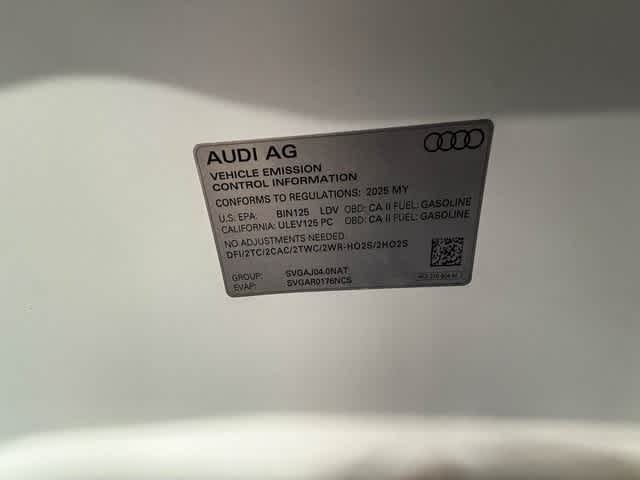 AUDI AG
VEHICLE EMISSION
CONTROL INFORMATION
CONFORMS TO REGULATIONS: 2025 MY
U.S. EPA: BIN125 LDV OBD: CA II FUEL: GASOLINE
CALIFORNIA: ULEV125 PC OBD: CA II FUEL: GASOLINE
NO ADJUSTMENTS NEEDED
DFI/2TC/2CAC/2TWC/2WR-HO2S/2HO2S
GROUP: SVGAJ04.0NAT
EVAP: SVGAR0176NCS